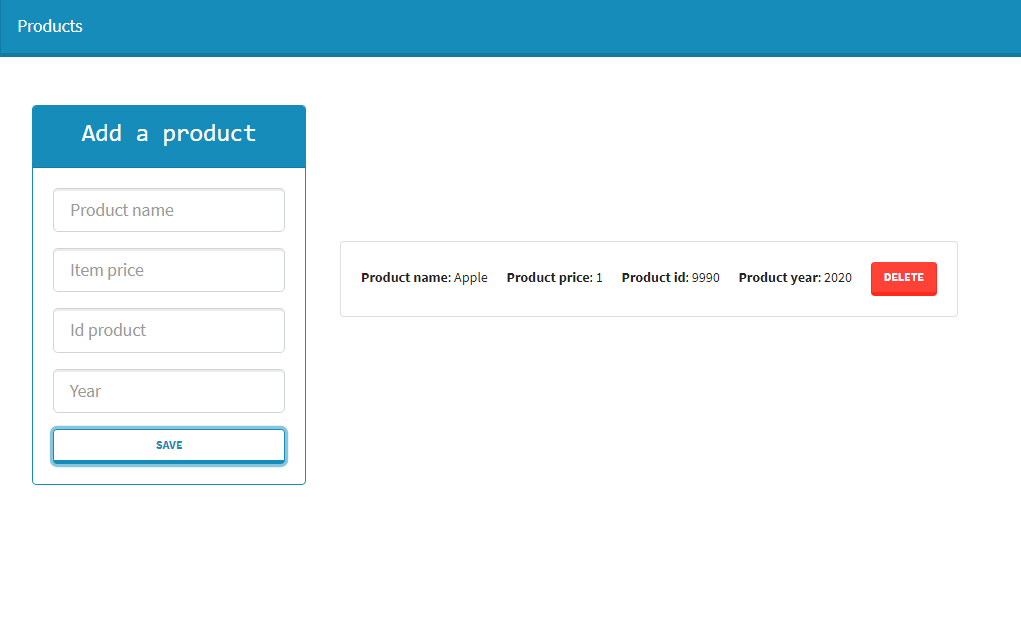 Products
Add a product
Product name
Item price
Id product
Year
SAVE
Product name: Apple Product price: 1 Product id: 9990 Product year: 2020 DELETE